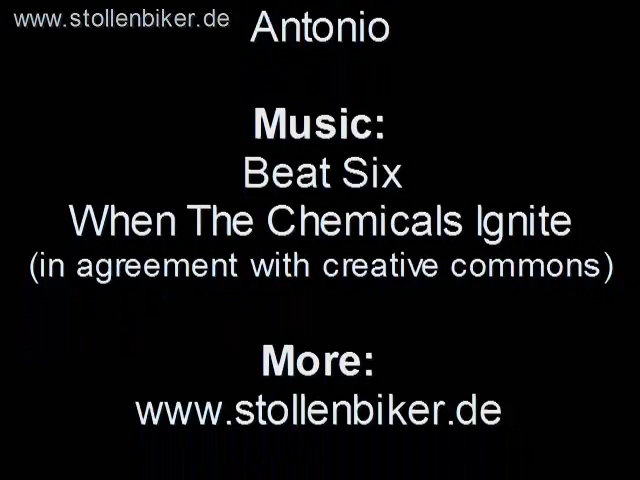 www.stollenbiker.de
Antonio
Music:
Beat Six
When The Chemicals Ignite
(in agreement with creative commons)
More:
www.stollenbiker.de